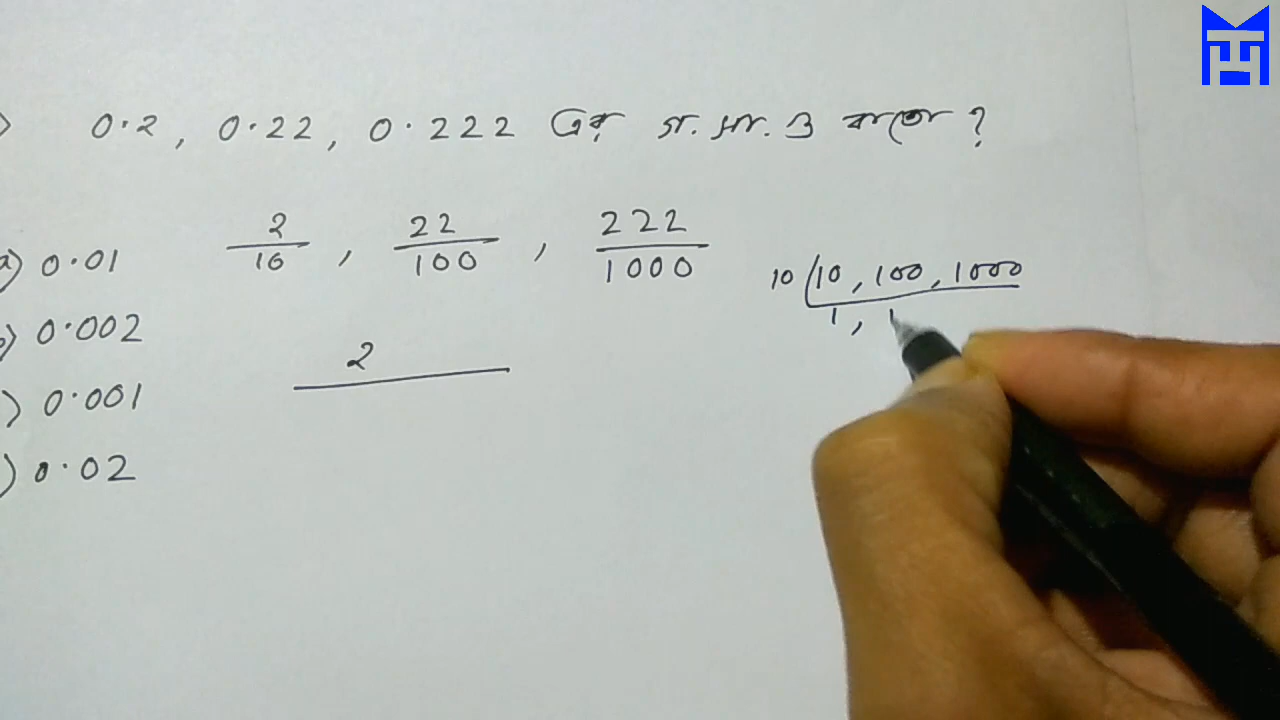 ) 0.2, 0.22, 0.222 এর স. সা. গু কতো?
2/10, 22/100, 222/1000
a) 0.01
10 | 10, 100, 1000
1, 1
) 0.002
2
) 0.001
) 0.02